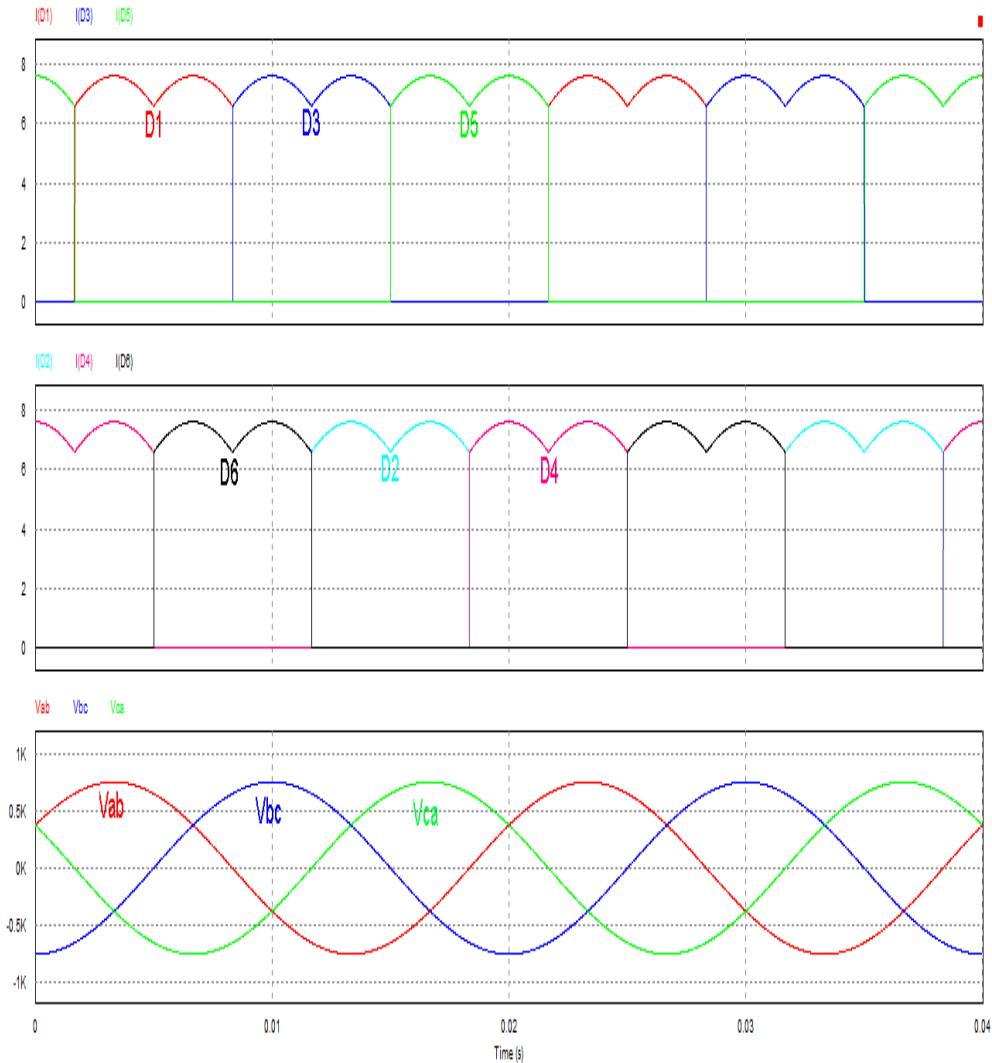 I(D1) I(D3) I(D5)
8
6
4
2
0
D1
D3
D5
I(D2) I(D4) I(D6)
8
6
4
2
0
D6
D2
D4
Vab Vbc Vca
1K
0.5K
0K
-0.5K
-1K
Vab
Vbc
Vca
0 0.01 0.02 0.03 0.04
Time (s)